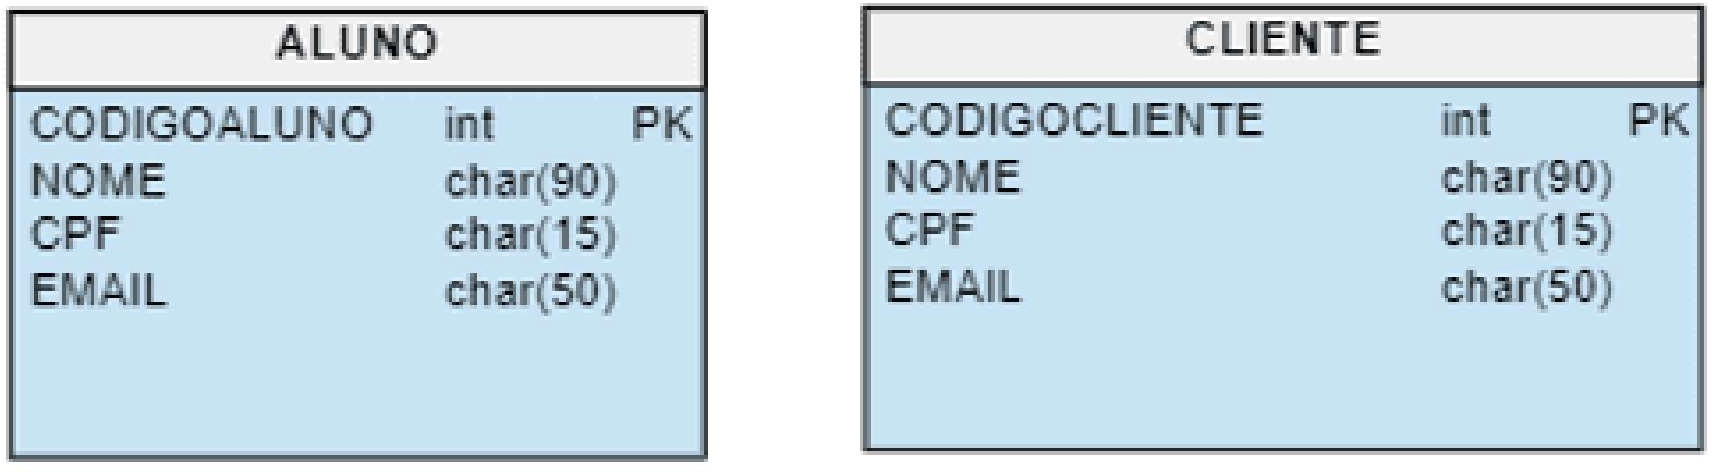 ALUNO
CODIGOALUNO int PK
NOME char(90)
CPF char(15)
EMAIL char(50)
CLIENTE
CODIGOCLIENTE int PK
NOME char(90)
CPF char(15)
EMAIL char(50)